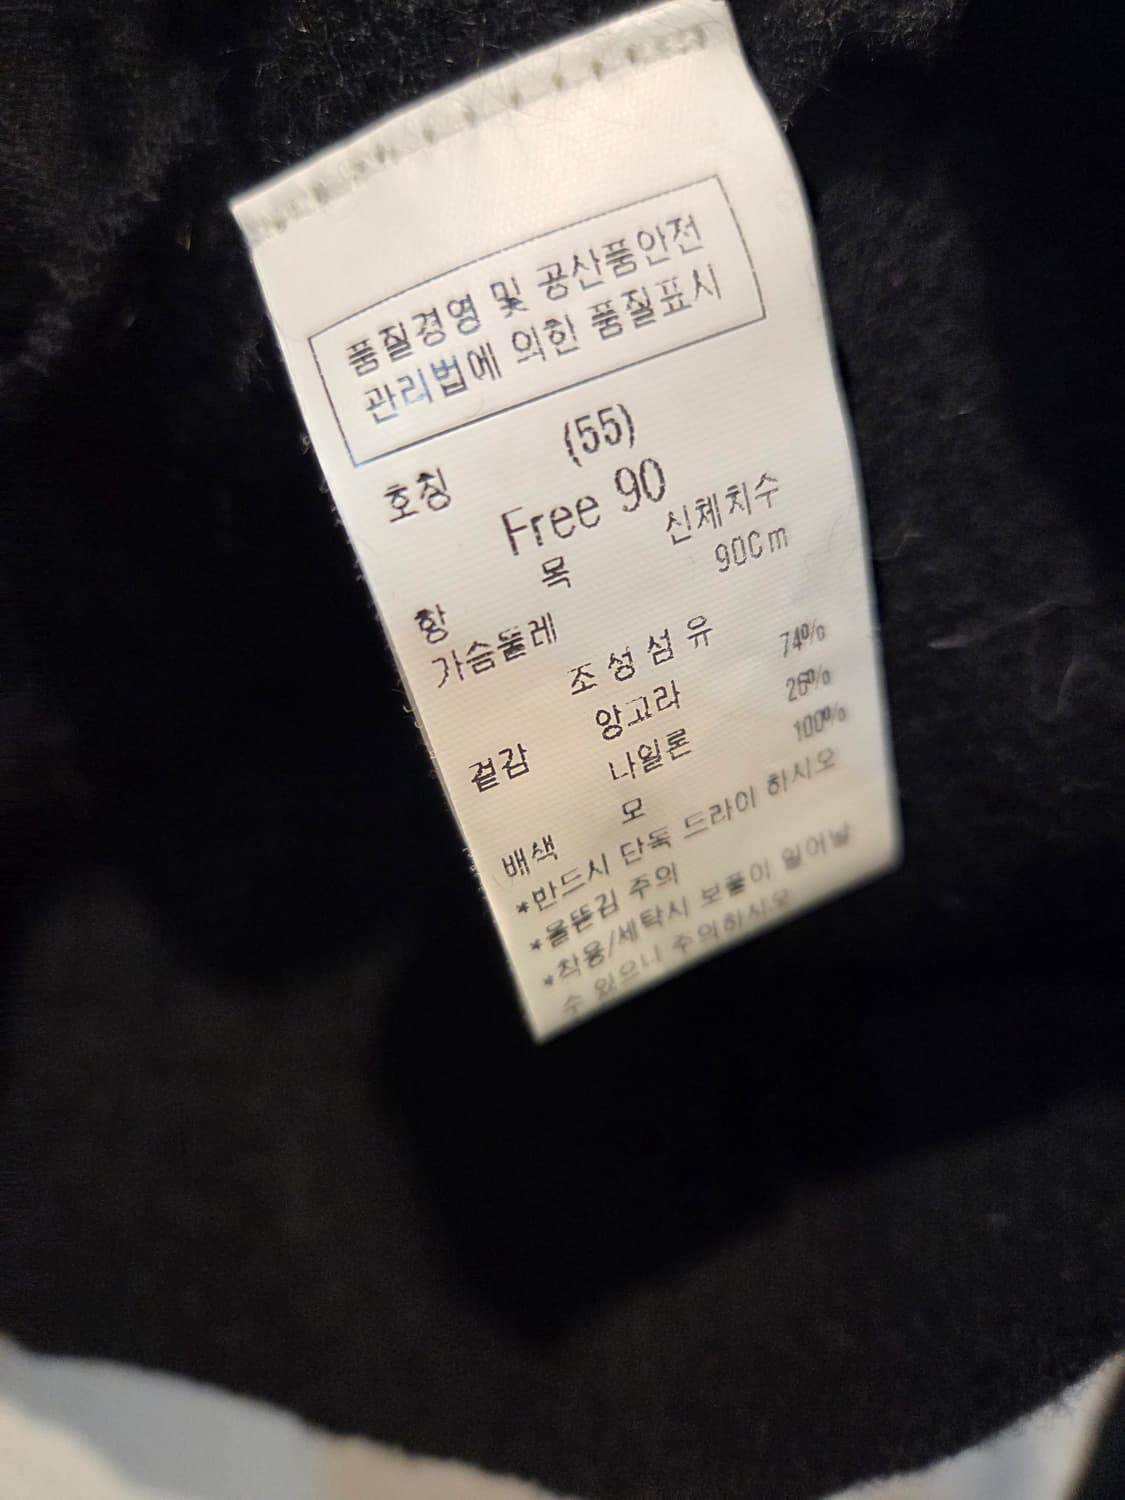 품질경영 및 공산품안전
관리법에 의한 품질표시
호칭 (55)
Free 90
항 목 신체치수
가슴둘레 90Cm
조성섬유
겉감 앙고라 74%
나일론 26%
배색 모 100%
*반드시 단독 드라이 하시오
*올뜯김 주의
*착용/세탁시 보풀이 일어날
수 있으니 주의하시오